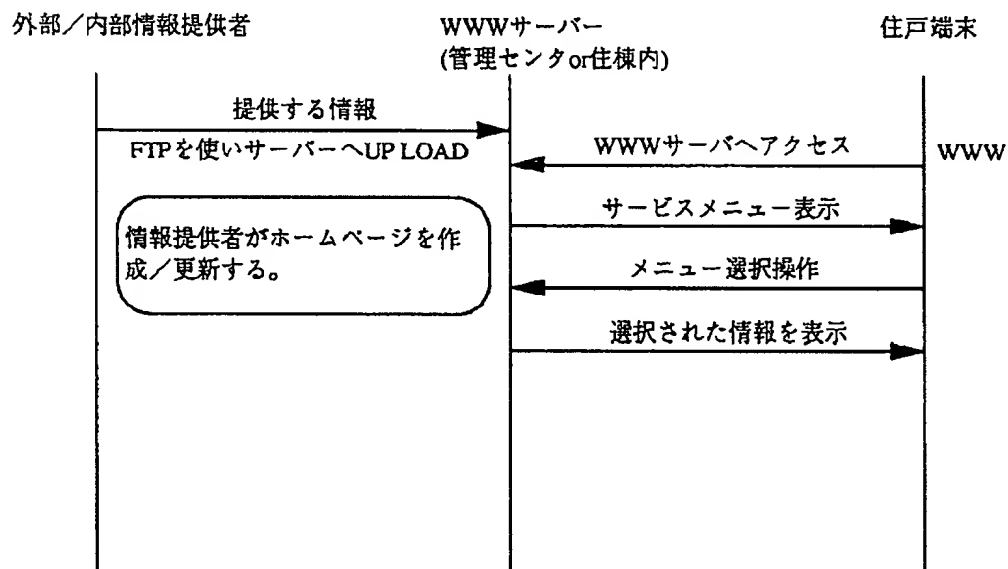 外部／内部情報提供者
WWWサーバー
(管理センタor住棟内)
住戸端末
提供する情報
FTPを使いサーバーへUP LOAD
WWWサーバへアクセス
WWW
サービスメニュー表示
情報提供者がホームページを作
成／更新する。
メニュー選択操作
選択された情報を表示